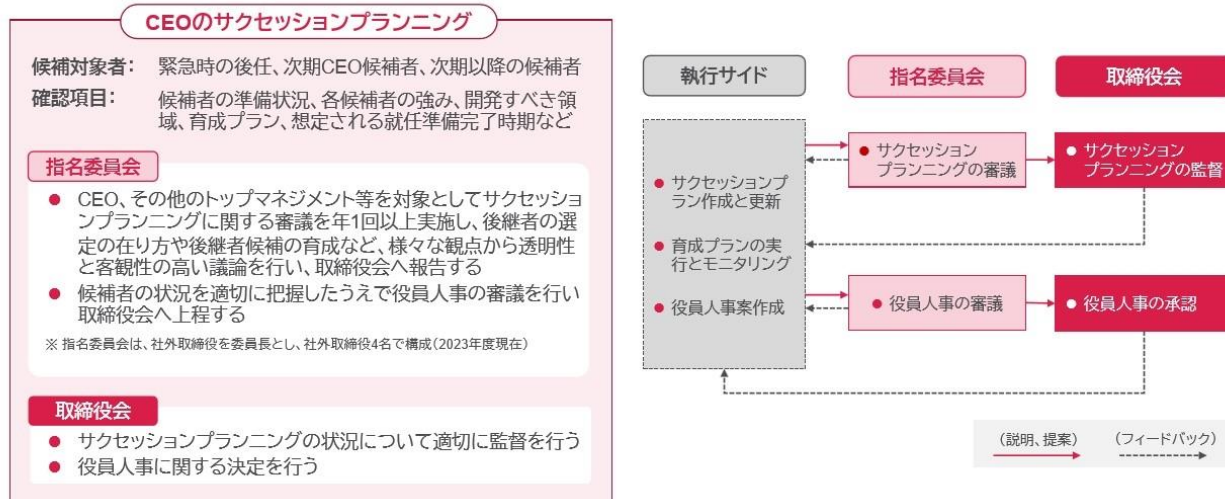 CEOのサクセッションプランニング
候補対象者: 緊急時の後任、次期CEO候補者、次期以降の候補者
確認項目: 候補者の準備状況、各候補者の強み、開発すべき領
域、育成プラン、想定される就任準備完了時期など
指名委員会
● CEO、その他のトップマネジメント等を対象としてサクセッショ
ンプランニングに関する審議を年1回以上実施し、後継者の選
定の在り方や後継者候補の育成など、様々な観点から透明性
と客観性の高い議論を行い、取締役会へ報告する
● 候補者の状況を適切に把握したうえで役員人事の審議を行い
取締役会へ上程する
※ 指名委員会は、社外取締役を委員長とし、社外取締役4名で構成(2023年度現在)
取締役会
● サクセッションプランニングの状況について適切に監督を行う
● 役員人事に関する決定を行う
執行サイド
指名委員会
取締役会
● サクセッションプ
ラン作成と更新
● 育成プランの実
行とモニタリング
● 役員人事案作成
● サクセッション
プランニングの審議
● サクセッション
プランニングの監督
● 役員人事の審議
● 役員人事の承認
(説明、提案)
(フィードバック)